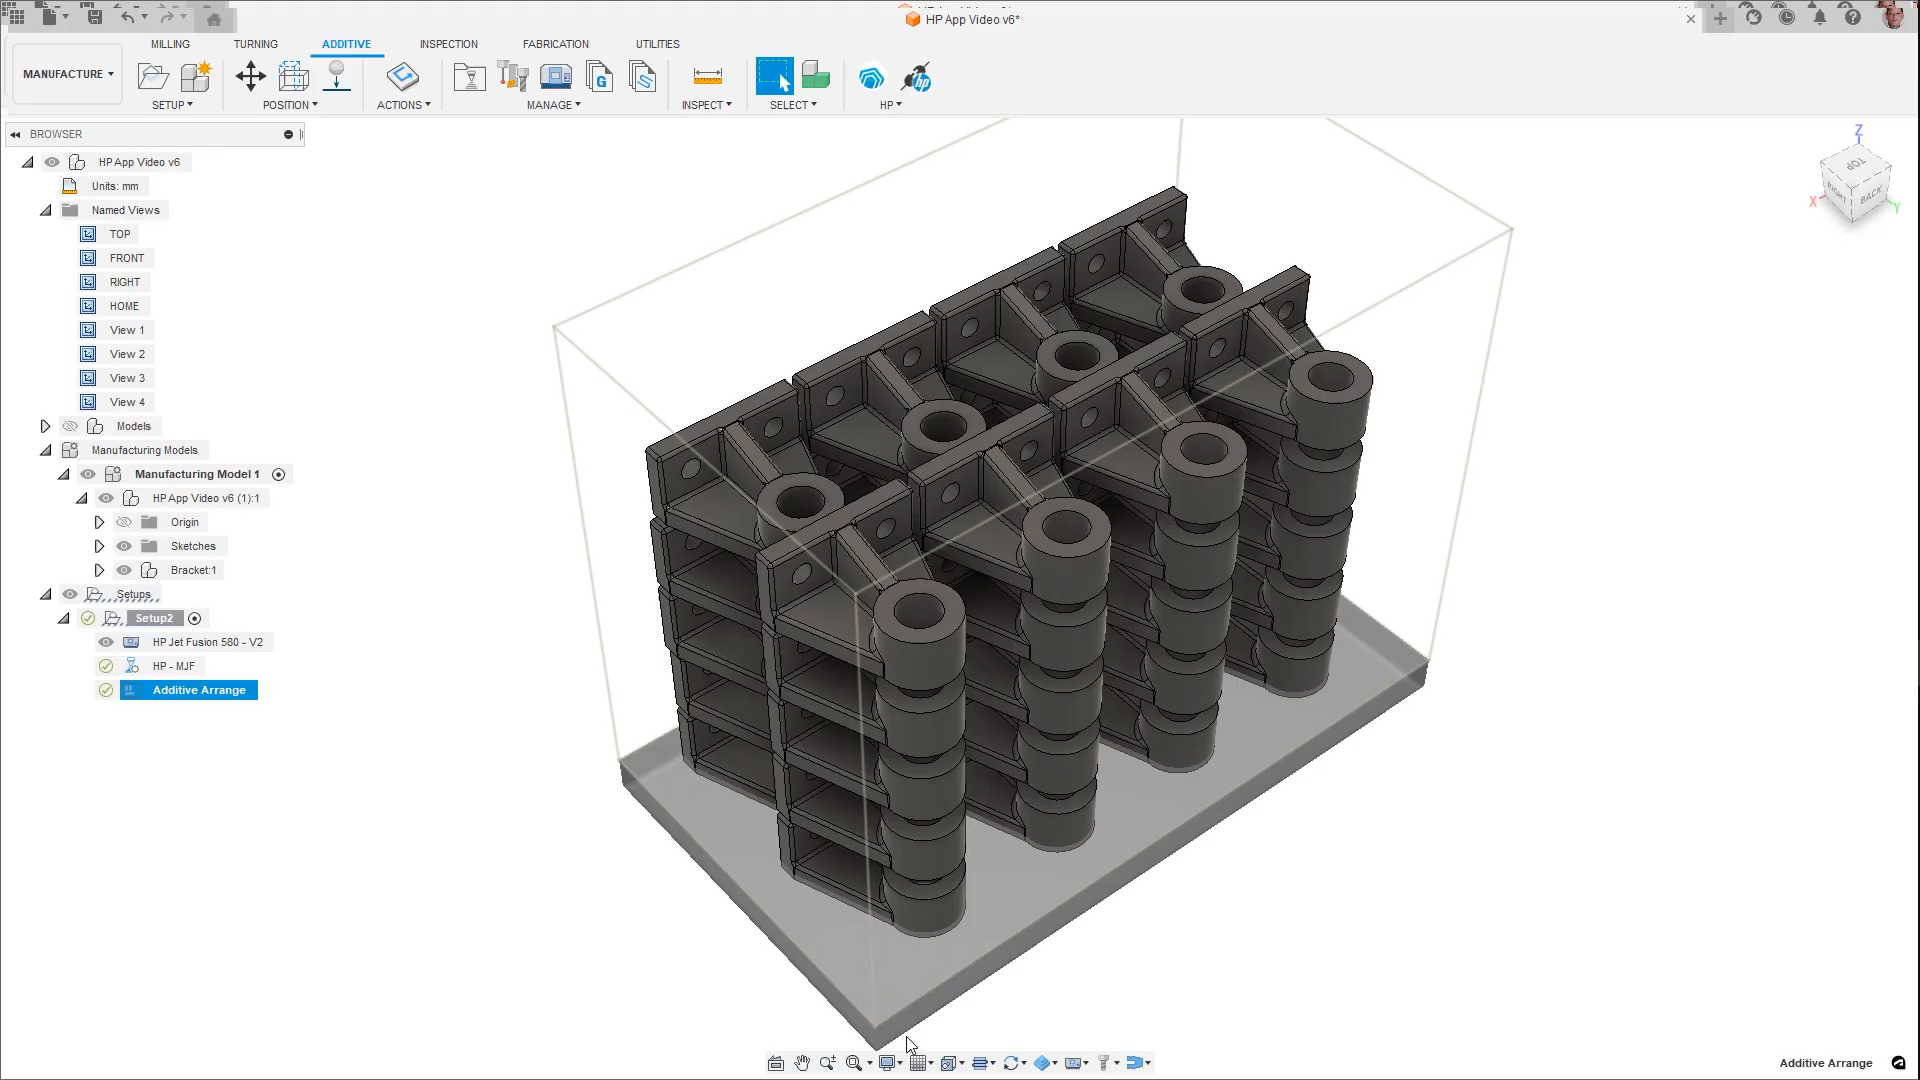 HP App Video v6*
MILLING TURNING ADDITIVE INSPECTION FABRICATION UTILITIES
MANUFACTURE
G S hp
SETUP POSITION ACTIONS MANAGE INSPECT SELECT HP
BROWSER
HP App Video v6
Units: mm
Named Views
TOP
FRONT
RIGHT
HOME
View 1
View 2
View 3
View 4
Models
Manufacturing Models
Manufacturing Model 1
HP App Video v6 (1):1
Origin
Sketches
Bracket:1
Setups
Setup2
HP Jet Fusion 580 - V2
HP - MJF
Additive Arrange
Z
TOP
RIGHT BACK
X Y
Additive Arrange